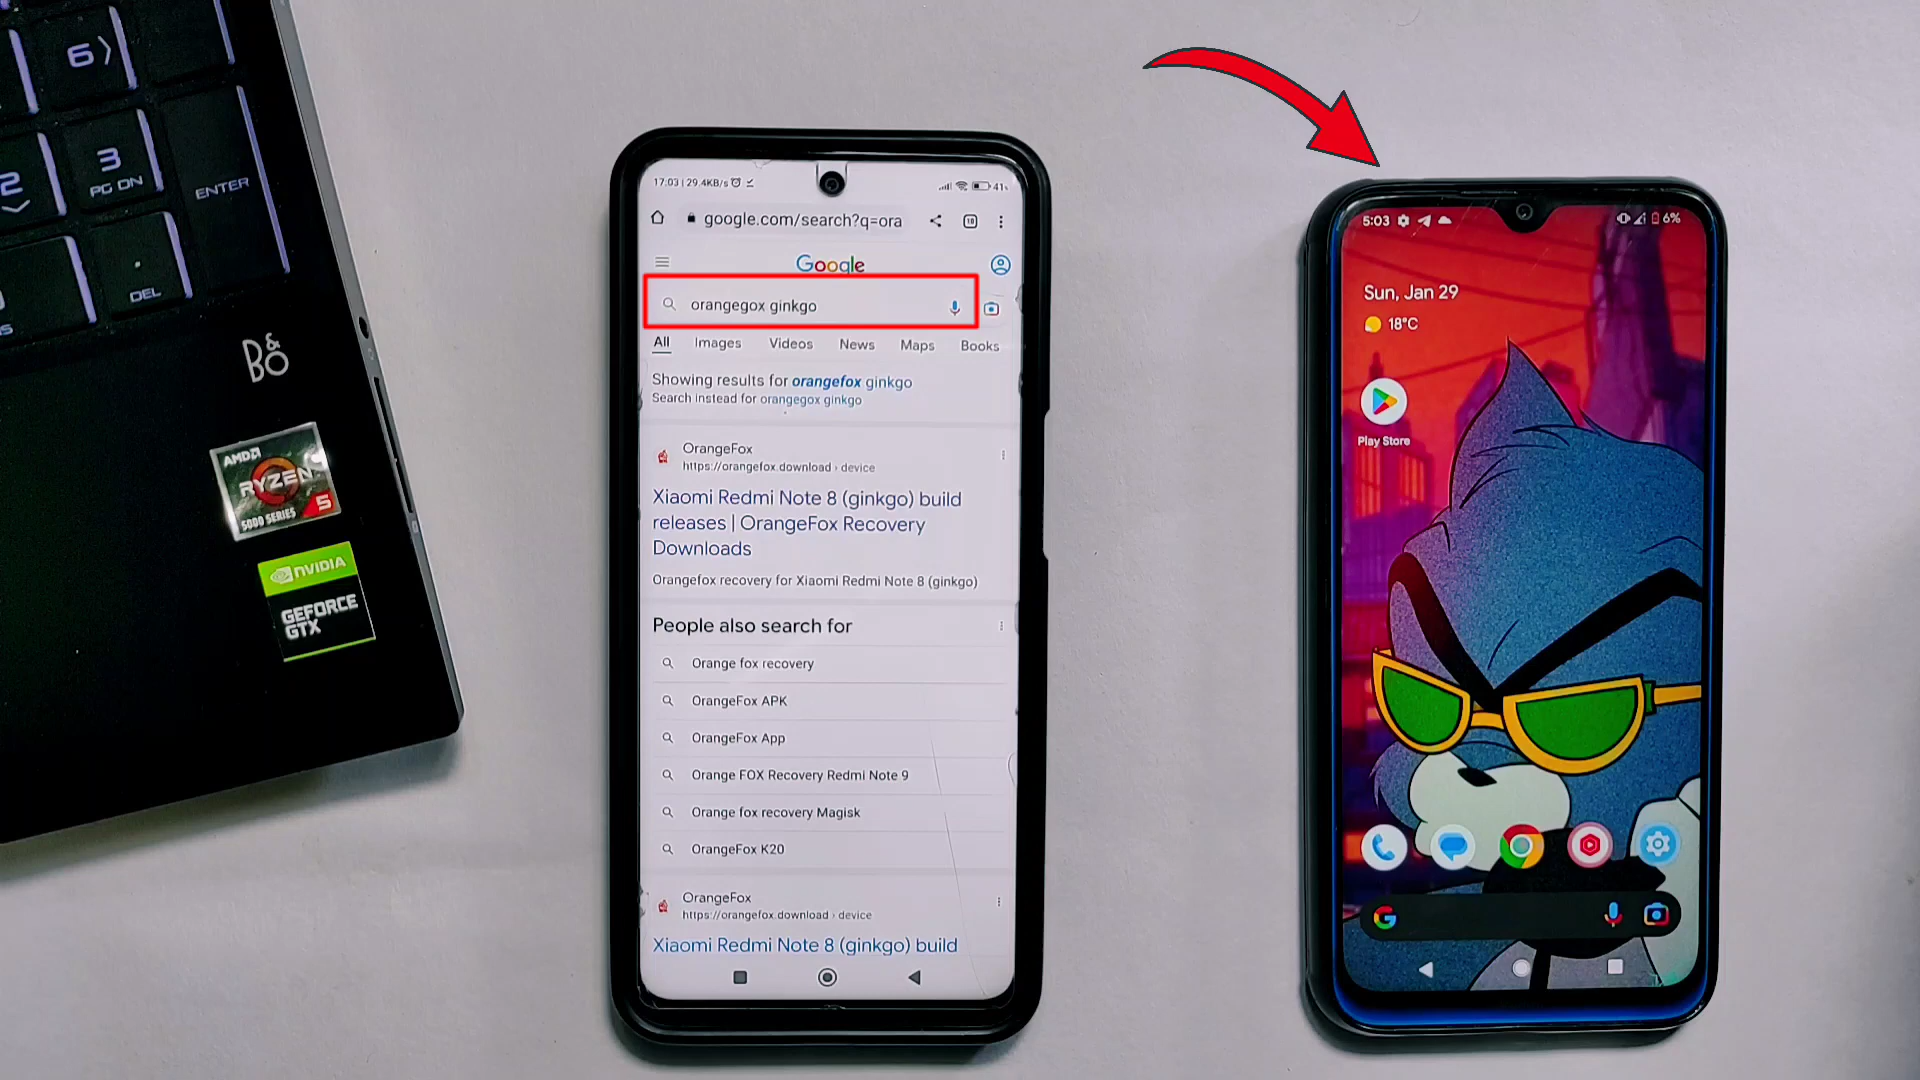 6 〉
2
3
PG DN
ENTER
.
DEL
B&O
AMD
RYZEN
5000 SERIES 5
NVIDIA
GEFORCE
GTX
17:03 | 29.4KB/s
41
google.com/search?q=ora
18
Google
orangegox ginkgo
All Images Videos News Maps Books
Showing results for orangefox ginkgo
Search instead for orangegox ginkgo
OrangeFox
https://orangefox.download › device
Xiaomi Redmi Note 8 (ginkgo) build
releases | OrangeFox Recovery
Downloads
Orangefox recovery for Xiaomi Redmi Note 8 (ginkgo)
People also search for
Orange fox recovery
OrangeFox APK
OrangeFox App
Orange FOX Recovery Redmi Note 9
Orange fox recovery Magisk
OrangeFox K20
OrangeFox
https://orangefox.download › device
Xiaomi Redmi Note 8 (ginkgo) build
5:03
6%
Sun, Jan 29
18°C
Play Store
G